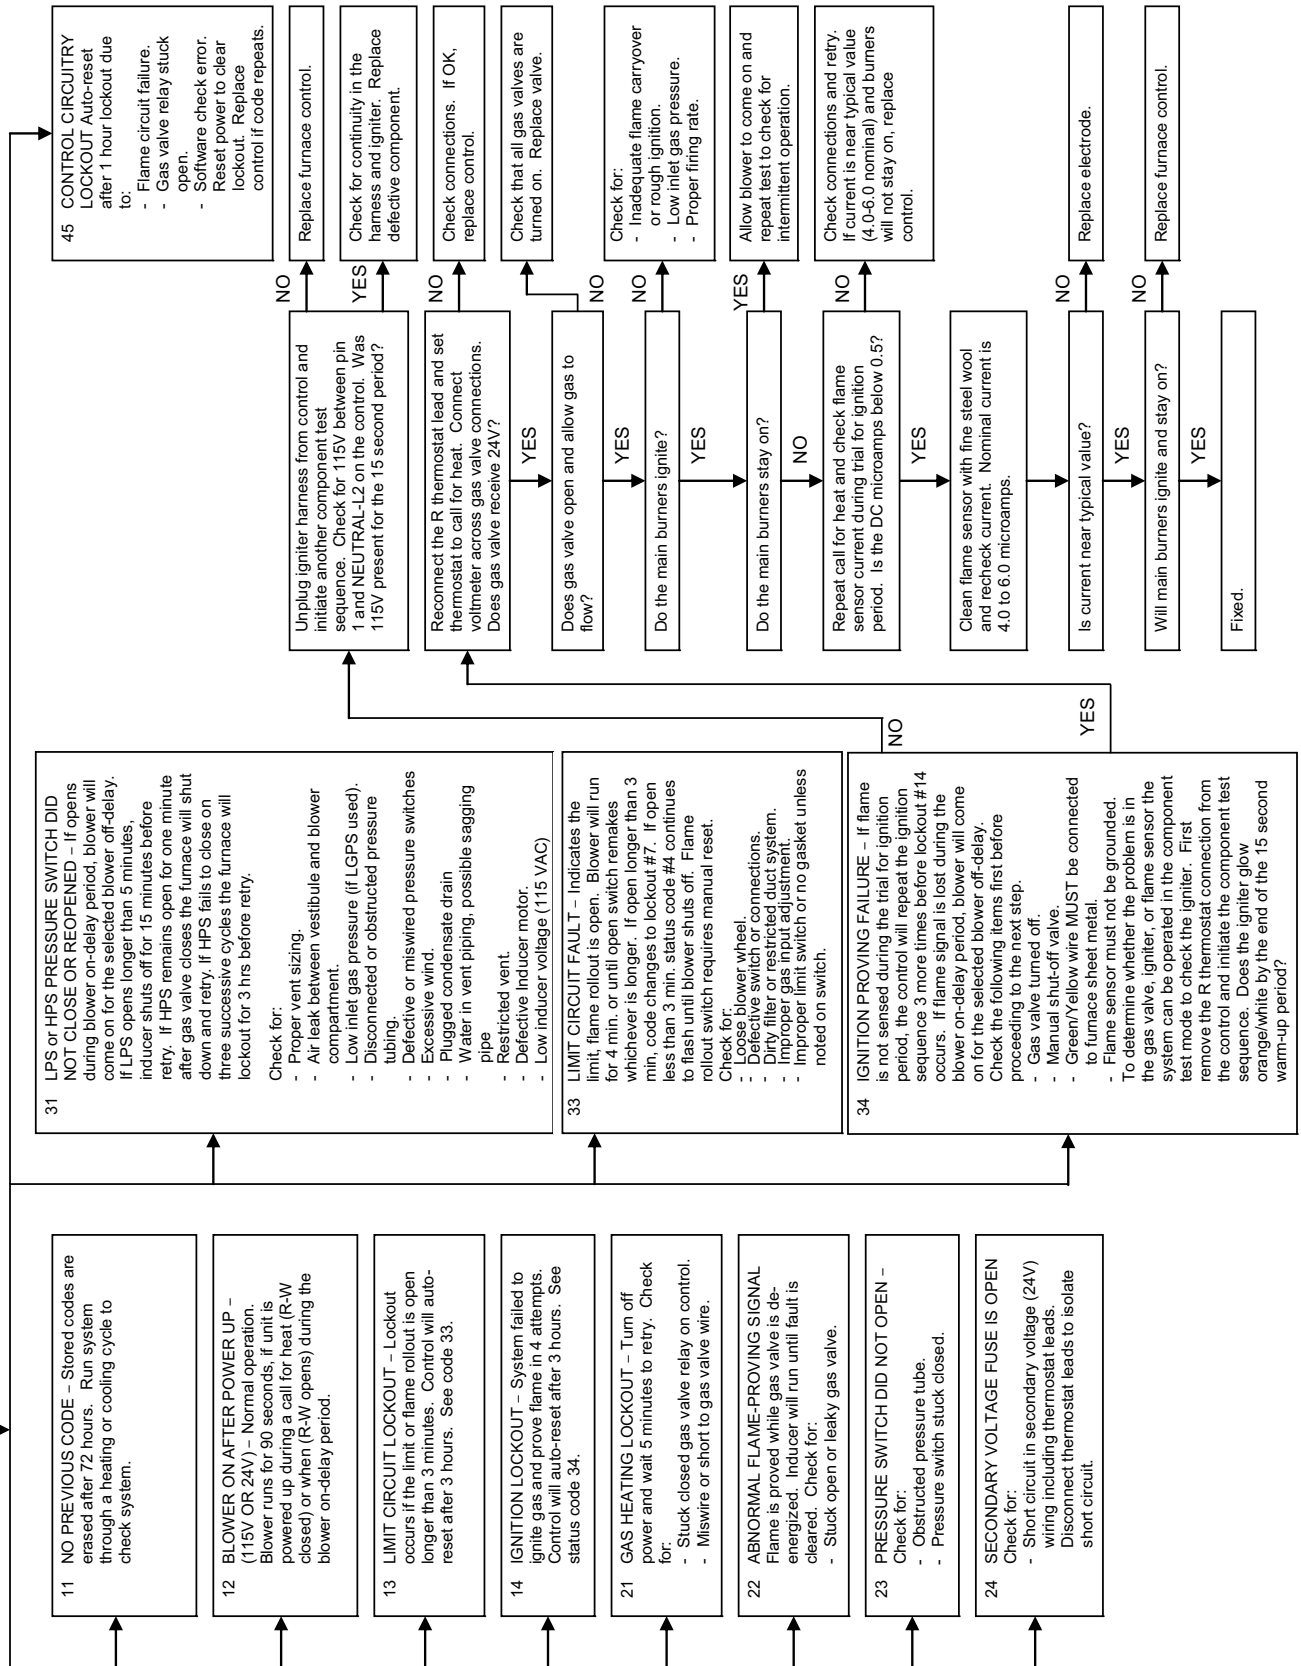 11 NO PREVIOUS CODE – Stored codes are
erased after 72 hours. Run system
through a heating or cooling cycle to
check system.
12 BLOWER ON AFTER POWER UP –
(115V OR 24V) – Normal operation.
Blower runs for 90 seconds, if unit is
powered up during a call for heat (R-W
closed) or when (R-W opens) during the
blower on-delay period.
13 LIMIT CIRCUIT LOCKOUT – Lockout
occurs if the limit or flame rollout is open
longer than 3 minutes. Control will auto-
reset after 3 hours. See code 33.
14 IGNITION LOCKOUT – System failed to
ignite gas and prove flame in 4 attempts.
Control will auto-reset after 3 hours. See
status code 34.
21 GAS HEATING LOCKOUT – Turn off
power and wait 5 minutes to retry. Check
for:
- Stuck closed gas valve relay on control.
- Miswire or short to gas valve wire.
22 ABNORMAL FLAME-PROVING SIGNAL
Flame is proved while gas valve is de-
energized. Inducer will run until fault is
cleared. Check for:
- Stuck open or leaky gas valve.
23 PRESSURE SWITCH DID NOT OPEN –
Check for:
- Obstructed pressure tube.
- Pressure switch stuck closed.
24 SECONDARY VOLTAGE FUSE IS OPEN
Check for:
- Short circuit in secondary voltage (24V)
wiring including thermostat leads.
Disconnect thermostat leads to isolate
short circuit.
31 LPS or HPS PRESSURE SWITCH DID
NOT CLOSE OR REOPENED – If opens
during blower on-delay period, blower will
come on for the selected blower off-delay.
If LPS opens longer than 5 minutes,
inducer shuts off for 15 minutes before
retry. If HPS remains open for one minute
after gas valve closes the furnace will shut
down and retry. If HPS fails to close on
three successive cycles the furnace will
lockout for 3 hrs before retry.
Check for:
- Proper vent sizing.
- Air leak between vestibule and blower
compartment.
- Low inlet gas pressure (if LGPS used).
- Disconnected or obstructed pressure
tubing.
- Defective or miswired pressure switches
- Excessive wind.
- Plugged condensate drain
- Water in vent piping, possible sagging
pipe
- Restricted vent.
- Defective Inducer motor.
- Low inducer voltage (115 VAC)
33 LIMIT CIRCUIT FAULT – Indicates the
limit, flame rollout is open. Blower will run
for 4 min. or until open switch remakes
whichever is longer. If open longer than 3
min, code changes to lockout #7. If open
less than 3 min. status code #4 continues
to flash until blower shuts off. Flame
rollout switch requires manual reset.
Check for:
- Loose blower wheel.
- Defective switch or connections.
- Dirty filter or restricted duct system.
- Improper gas input adjustment.
- Improper limit switch or no gasket unless
noted on switch.
34 IGNITION PROVING FAILURE – If flame
is not sensed during the trial for ignition
period, the control will repeat the ignition
sequence 3 more times before lockout #14
occurs. If flame signal is lost during the
blower on-delay period, blower will come
on for the selected blower off-delay.
Check the following items first before
proceeding to the next step.
- Gas valve turned off.
- Manual shut-off valve.
- Green/Yellow wire MUST be connected
to furnace sheet metal.
- Flame sensor must not be grounded.
To determine whether the problem is in
the gas valve, igniter, or flame sensor the
system can be operated in the component
test mode to check the igniter. First
remove the R thermostat connection from
the control and initiate the component test
sequence. Does the igniter glow
orange/white by the end of the 15 second
warm-up period?
NO
YES
Unplug igniter harness from control and
initiate another component test
sequence. Check for 115V between pin
1 and NEUTRAL-L2 on the control. Was
115V present for the 15 second period?
NO
YES
Reconnect the R thermostat lead and set
thermostat to call for heat. Connect
voltmeter across gas valve connections.
Does gas valve receive 24V?
NO
YES
Does gas valve open and allow gas to
flow?
NO
YES
Do the main burners ignite?
NO
YES
Do the main burners stay on?
YES
NO
Repeat call for heat and check flame
sensor current during trial for ignition
period. Is the DC microamps below 0.5?
NO
YES
Clean flame sensor with fine steel wool
and recheck current. Nominal current is
4.0 to 6.0 microamps.
Is current near typical value?
NO
YES
Will main burners ignite and stay on?
NO
YES
Fixed.
45 CONTROL CIRCUITRY
LOCKOUT Auto-reset
after 1 hour lockout due
to:
- Flame circuit failure.
- Gas valve relay stuck
open.
- Software check error.
Reset power to clear
lockout. Replace
control if code repeats.
Replace furnace control.
Check for continuity in the
harness and igniter. Replace
defective component.
Check connections. If OK,
replace control.
Check that all gas valves are
turned on. Replace valve.
Check for:
- Inadequate flame carryover
or rough ignition.
- Low inlet gas pressure.
- Proper firing rate.
Allow blower to come on and
repeat test to check for
intermittent operation.
Check connections and retry.
If current is near typical value
(4.0-6.0 nominal) and burners
will not stay on, replace
control.
Replace electrode.
Replace furnace control.